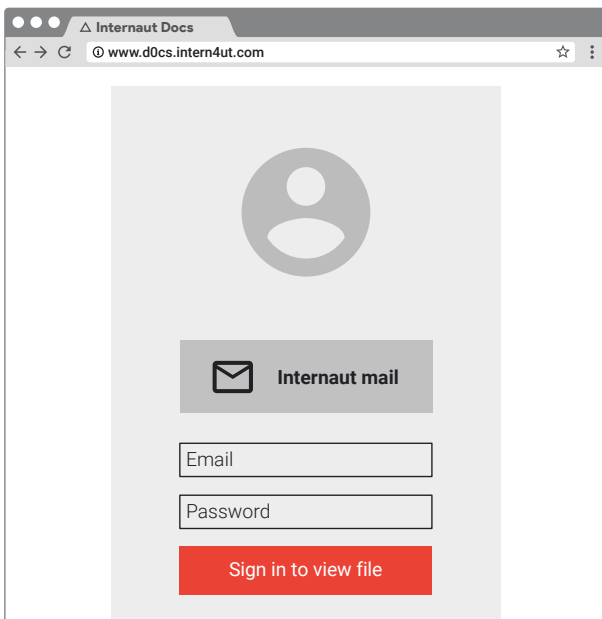 Internaut Docs
www.d0cs.intern4ut.com
Internaut mail
Email
Password
Sign in to view file